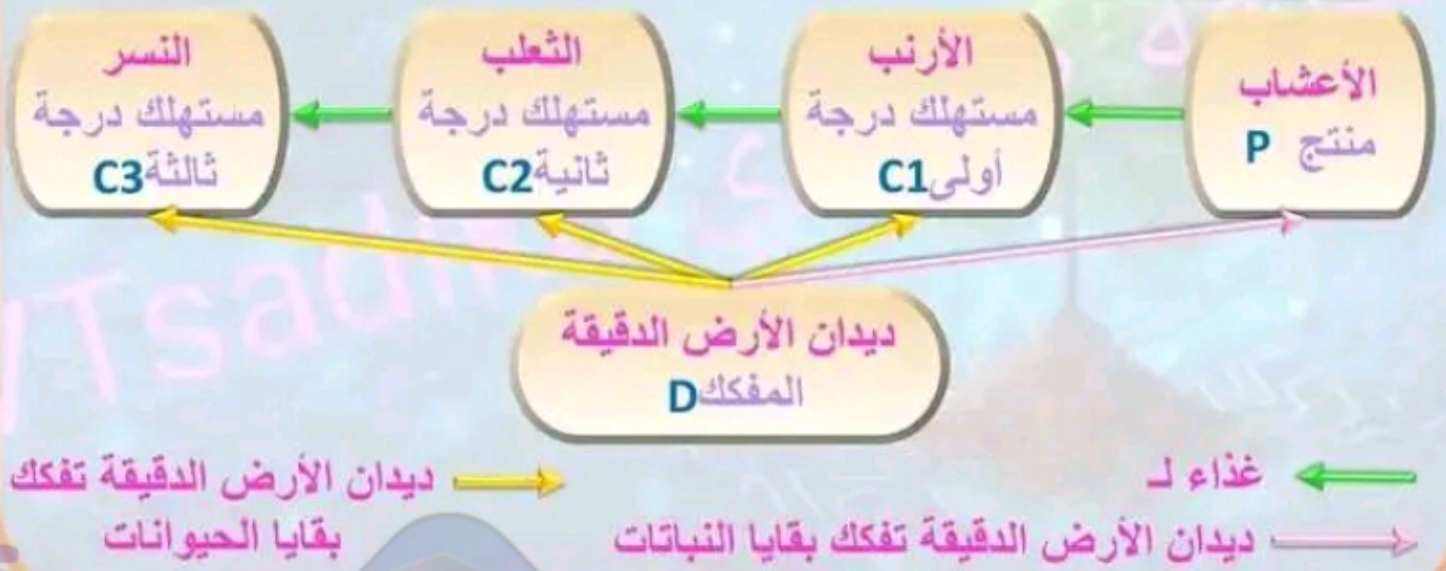 الأعشاب
منتج P
الأرنب
مستهلك درجة
أولىC1
الثعلب
مستهلك درجة
ثانيةC2
النسر
مستهلك درجة
ثالثةC3
ديدان الأرض الدقيقة
المفككD
غذاء لـ
ديدان الأرض الدقيقة تفكك بقايا النباتات
ديدان الأرض الدقيقة تفكك
بقايا الحيوانات